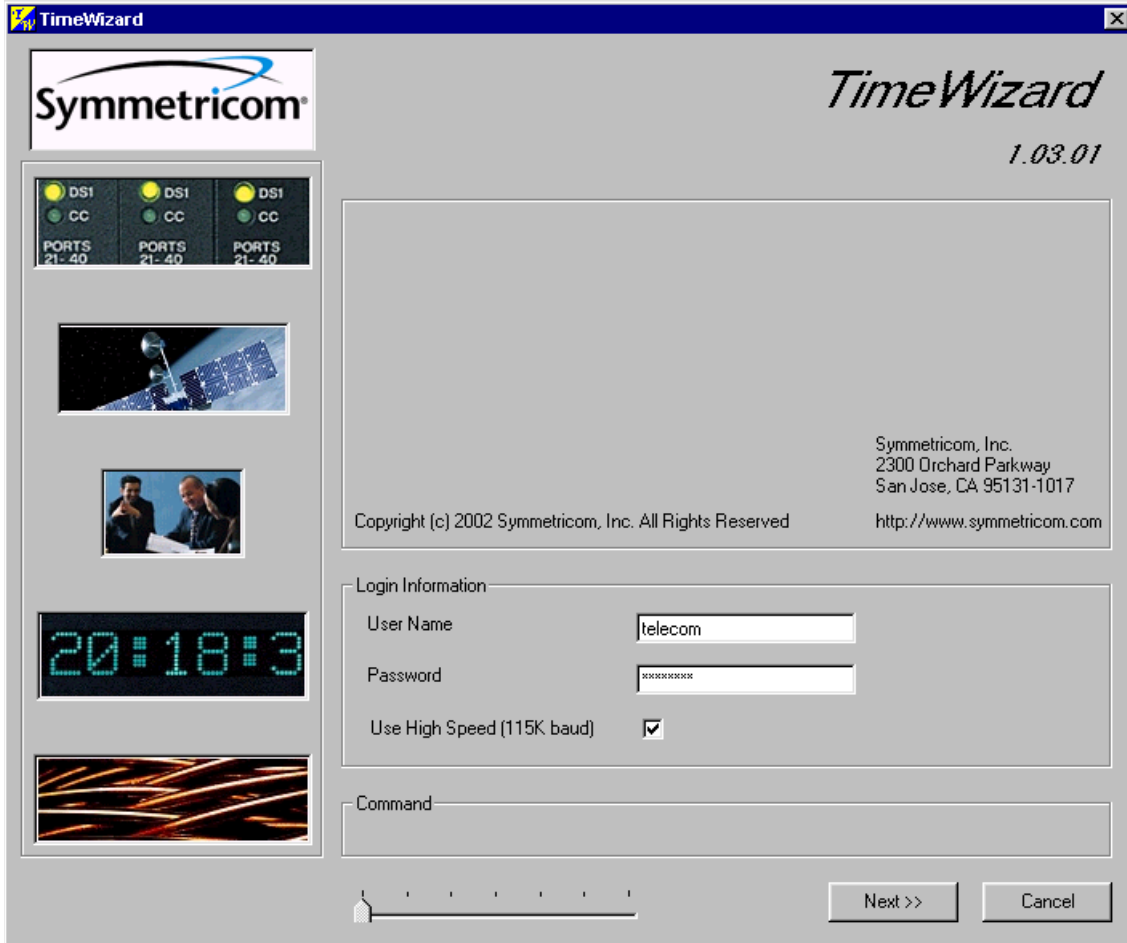 TimeWizard
Symmetricom®
TimeWizard
1.03.01
DS1 DS1 DS1
CC CC CC
PORTS PORTS PORTS
21-40 21-40 21-40
Symmetricom, Inc.
2300 Orchard Parkway
San Jose, CA 95131-1017
Copyright (c) 2002 Symmetricom, Inc. All Rights Reserved http://www.symmetricom.com
Login Information
User Name telecom
Password ********
Use High Speed (115K baud)
20:18:3
Command
Next >> Cancel